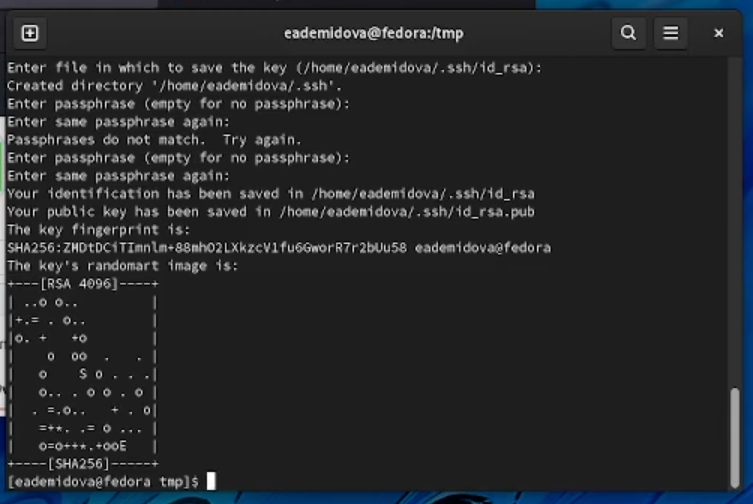 eademidova@fedora:/tmp
Enter file in which to save the key (/home/eademidova/.ssh/id_rsa):
Created directory '/home/eademidova/.ssh'.
Enter passphrase (empty for no passphrase):
Enter same passphrase again:
Passphrases do not match.  Try again.
Enter passphrase (empty for no passphrase):
Enter same passphrase again:
Your identification has been saved in /home/eademidova/.ssh/id_rsa
Your public key has been saved in /home/eademidova/.ssh/id_rsa.pub
The key fingerprint is:
SHA256:ZMDtDCiTImnlm+88mhO2LXkzcV1fu6GworR7r2bUu58 eademidova@fedora
The key's randomart image is:
+---[RSA 4096]----+
| ..o o..         |
|+.= . o..        |
|o. +   +o        |
|    o  oo  .   . |
|   o    S o . . .|
|   o.. . o o . o |
|  . =.o..   + . o|
|   =+*. .= o ... |
|   o=o++*.+ooE   |
+----[SHA256]-----+
[eademidova@fedora tmp]$